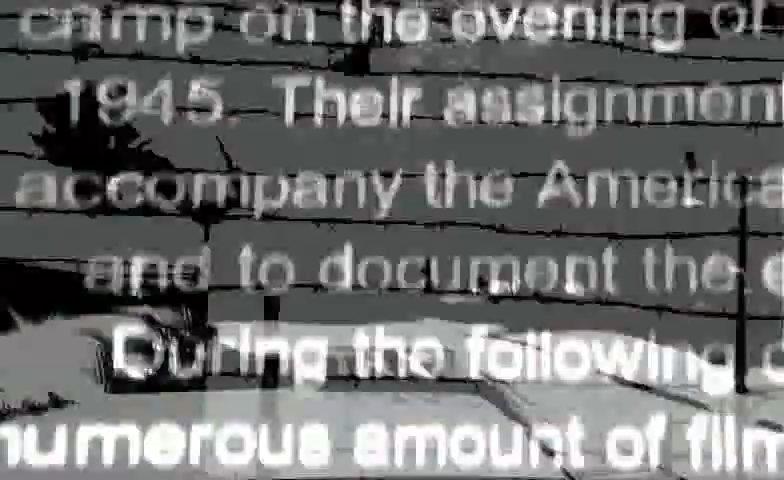 camp on the evening of
1945. Their assignment
accompany the America
and to document the
During the following
numerous amount of film